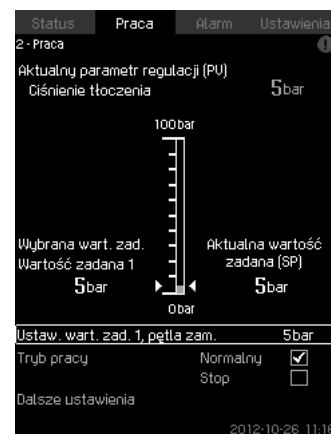 Status Praca Alarm Ustawienia
2 - Praca
Aktualny parametr regulacji (PV)
Ciśnienie tłoczenia 5bar
100bar
Wybrana wart. zad.
Wartość zadana 1
5bar
Aktualna wartość
zadana (SP)
5bar
0bar
Ustaw. wart. zad. 1, pętla zam. 5bar
Tryb pracy Normalny
Stop
Dalsze ustawienia
2012-10-26 11:16